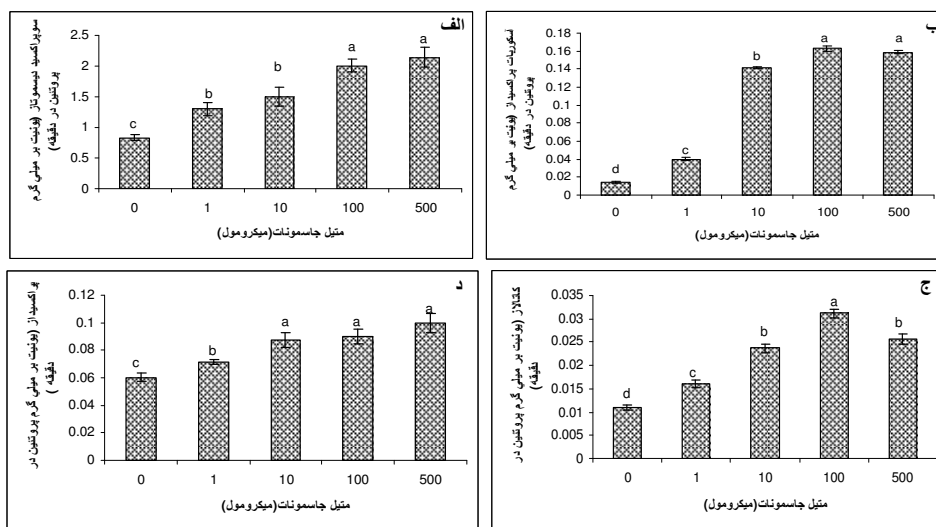 الف
سوپراکسید دیسموتاز (یونیت بر میلی گرم
پروتئین در دقیقه)
2.5
2
1.5
1
0.5
0
c
b
b
a
a
0 1 10 100 500
متیل جاسمونات(میکرومول)
ب
آسکوربات پراکسیداز (یونیت بر میلی گرم
پروتئین در دقیقه)
0.18
0.16
0.14
0.12
0.1
0.08
0.06
0.04
0.02
0
d
c
b
a
a
0 1 10 100 500
متیل جاسمونات(میکرومول)
د
پراکسیداز (یونیت بر میلی گرم پروتئین در
دقیقه )
0.12
0.1
0.08
0.06
0.04
0.02
0
c
b
a
a
a
0 1 10 100 500
متیل جاسمونات(میکرومول)
ج
کاتالاز (یونیت بر میلی گرم پروتئین در
دقیقه)
0.035
0.03
0.025
0.02
0.015
0.01
0.005
0
d
c
b
a
b
0 1 10 100 500
متیل جاسمونات(میکرومول)